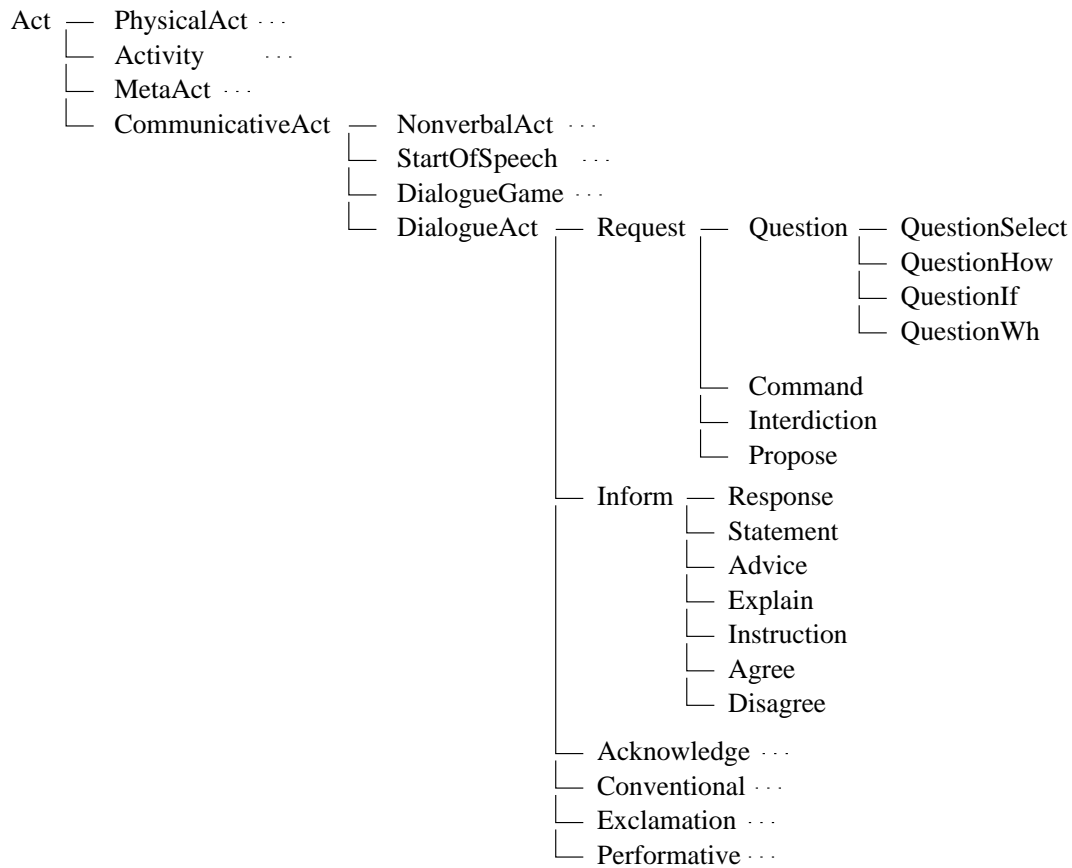 Act PhysicalAct . . .
Activity . . .
MetaAct . . .
CommunicativeAct NonverbalAct . . .
StartOfSpeech . . .
DialogueGame . . .
DialogueAct Request Question QuestionSelect
QuestionHow
QuestionIf
QuestionWh
Command
Interdiction
Propose
Inform Response
Statement
Advice
Explain
Instruction
Agree
Disagree
Acknowledge . . .
Conventional . . .
Exclamation . . .
Performative . . .